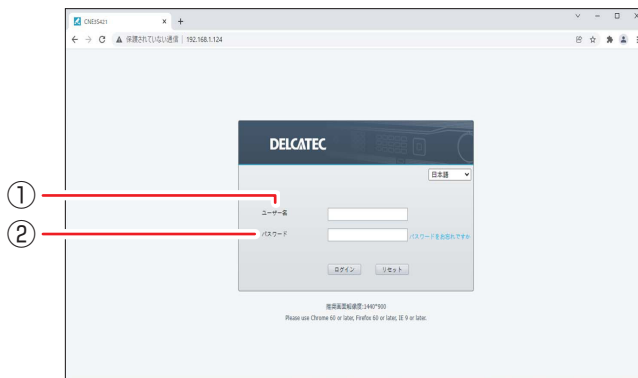 CNE3S421
保護されていない通信 | 192.168.1.124
DELCATEC
日本語
① ユーザー名
② パスワード
パスワードをお忘れですか
ログイン リセット
推奨画面解像度:1440*900
Please use Chrome 60 or later, Firefox 60 or later, IE 9 or later.